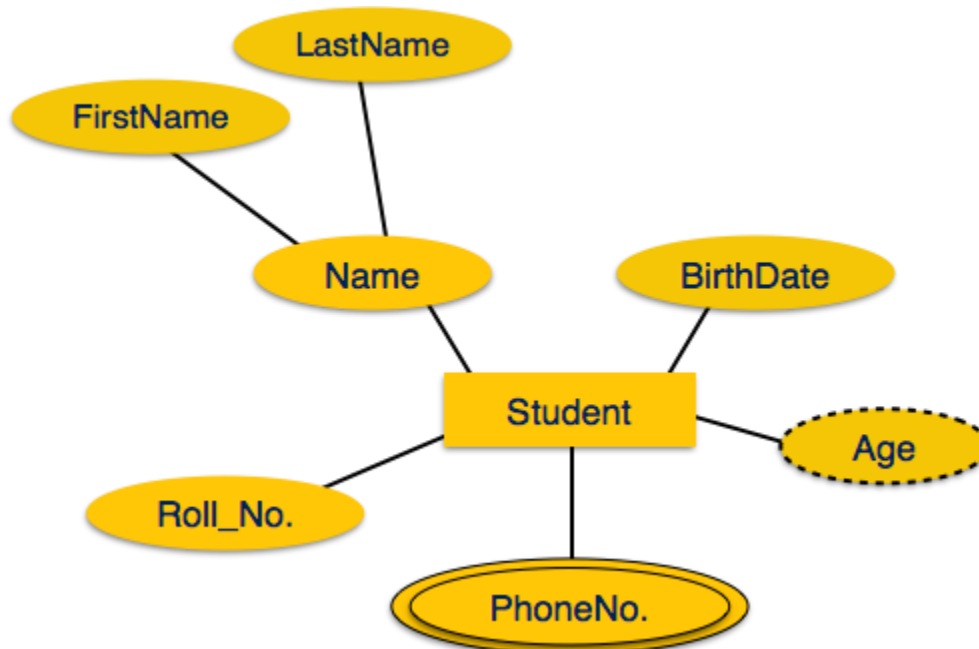 LastName
FirstName
Name
BirthDate
Student
Age
Roll_No.
PhoneNo.